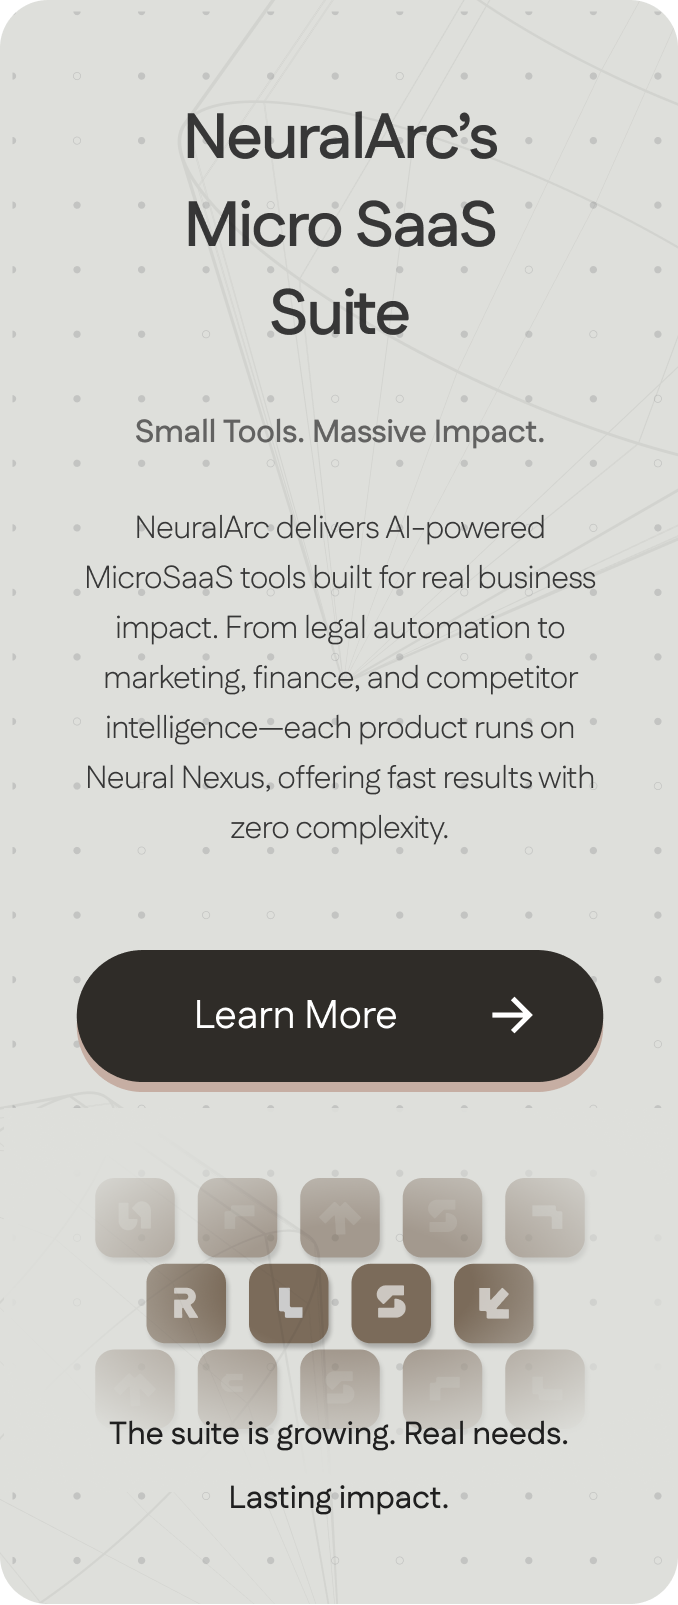 NeuralArc’s
Micro SaaS
Suite
Small Tools. Massive Impact.
NeuralArc delivers AI-powered
MicroSaaS tools built for real business
impact. From legal automation to
marketing, finance, and competitor
intelligence—each product runs on
Neural Nexus, offering fast results with
zero complexity.
Learn More
R L S
The suite is growing. Real needs.
Lasting impact.